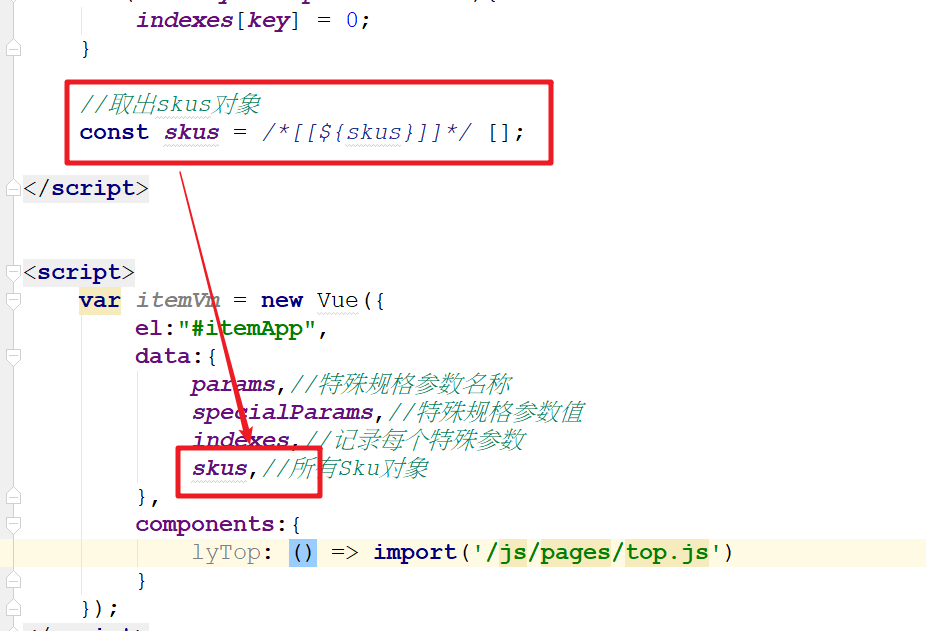 indexes[key] = 0;
}
//取出skus对象
const skus = /*[[${skus}]]*/ [];
</script>
<script>
var itemVm = new Vue({
el:"#itemApp",
data:{
params,//特殊规格参数名称
specialParams,//特殊规格参数值
indexes,//记录每个特殊参数
skus,//所有Sku对象
},
components:{
lyTop: () => import('/js/pages/top.js')
}
});